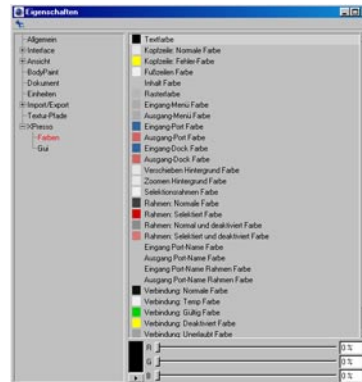 Eigenschaften
Allgemein
Interface
Ansicht
BodyPaint
Dokument
Einheiten
Import/Export
Textur-Pfade
XPresso
Farben
Gui
Textfarbe
Kopfzeile: Normale Farbe
Kopfzeile: Fehler-Farbe
Fußzeilen Farbe
Inhalt Farbe
Rasterfarbe
Eingang-Menü Farbe
Ausgang-Menü Farbe
Eingang-Port Farbe
Ausgang-Port Farbe
Eingang-Dock Farbe
Ausgang-Dock Farbe
Verschieben Hintergrund Farbe
Zoomen Hintergrund Farbe
Selektionsrahmen Farbe
Rahmen: Normale Farbe
Rahmen: Selektiert Farbe
Rahmen: Normal und deaktiviert Farbe
Rahmen: Selektiert und deaktiviert Farbe
Eingang Port-Name Farbe
Ausgang Port-Name Farbe
Eingang Port-Name Rahmen Farbe
Ausgang Port-Name Rahmen Farbe
Verbindung: Normale Farbe
Verbindung: Temp Farbe
Verbindung: Gültig Farbe
Verbindung: Deaktiviert Farbe
Verbindung: Unerlaubt Farbe
R 0 %
G 0 %
B 0 %